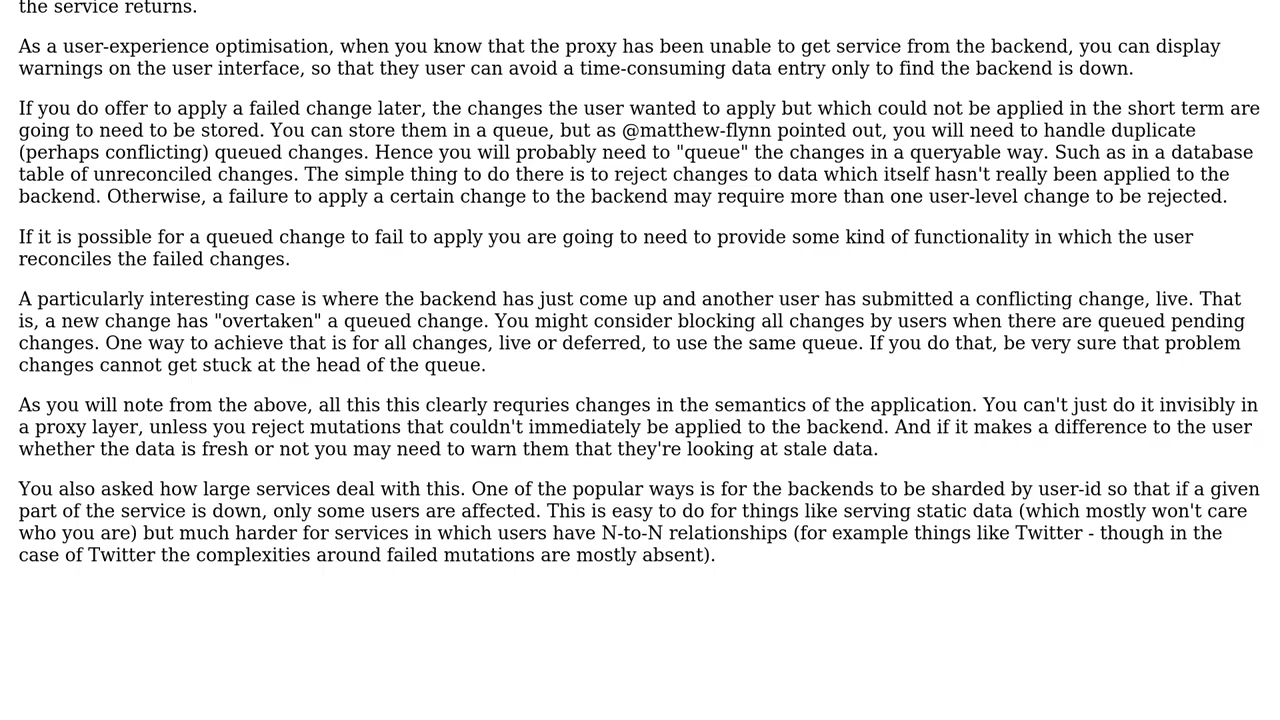 the service returns.
As a user-experience optimisation, when you know that the proxy has been unable to get service from the backend, you can display
warnings on the user interface, so that they user can avoid a time-consuming data entry only to find the backend is down.
If you do offer to apply a failed change later, the changes the user wanted to apply but which could not be applied in the short term are
going to need to be stored. You can store them in a queue, but as @matthew-flynn pointed out, you will need to handle duplicate
(perhaps conflicting) queued changes. Hence you will probably need to "queue" the changes in a queryable way. Such as in a database
table of unreconciled changes. The simple thing to do there is to reject changes to data which itself hasn't really been applied to the
backend. Otherwise, a failure to apply a certain change to the backend may require more than one user-level change to be rejected.
If it is possible for a queued change to fail to apply you are going to need to provide some kind of functionality in which the user
reconciles the failed changes.
A particularly interesting case is where the backend has just come up and another user has submitted a conflicting change, live. That
is, a new change has "overtaken" a queued change. You might consider blocking all changes by users when there are queued pending
changes. One way to achieve that is for all changes, live or deferred, to use the same queue. If you do that, be very sure that problem
changes cannot get stuck at the head of the queue.
As you will note from the above, all this this clearly requries changes in the semantics of the application. You can't just do it invisibly in
a proxy layer, unless you reject mutations that couldn't immediately be applied to the backend. And if it makes a difference to the user
whether the data is fresh or not you may need to warn them that they're looking at stale data.
You also asked how large services deal with this. One of the popular ways is for the backends to be sharded by user-id so that if a given
part of the service is down, only some users are affected. This is easy to do for things like serving static data (which mostly won't care
who you are) but much harder for services in which users have N-to-N relationships (for example things like Twitter - though in the
case of Twitter the complexities around failed mutations are mostly absent).